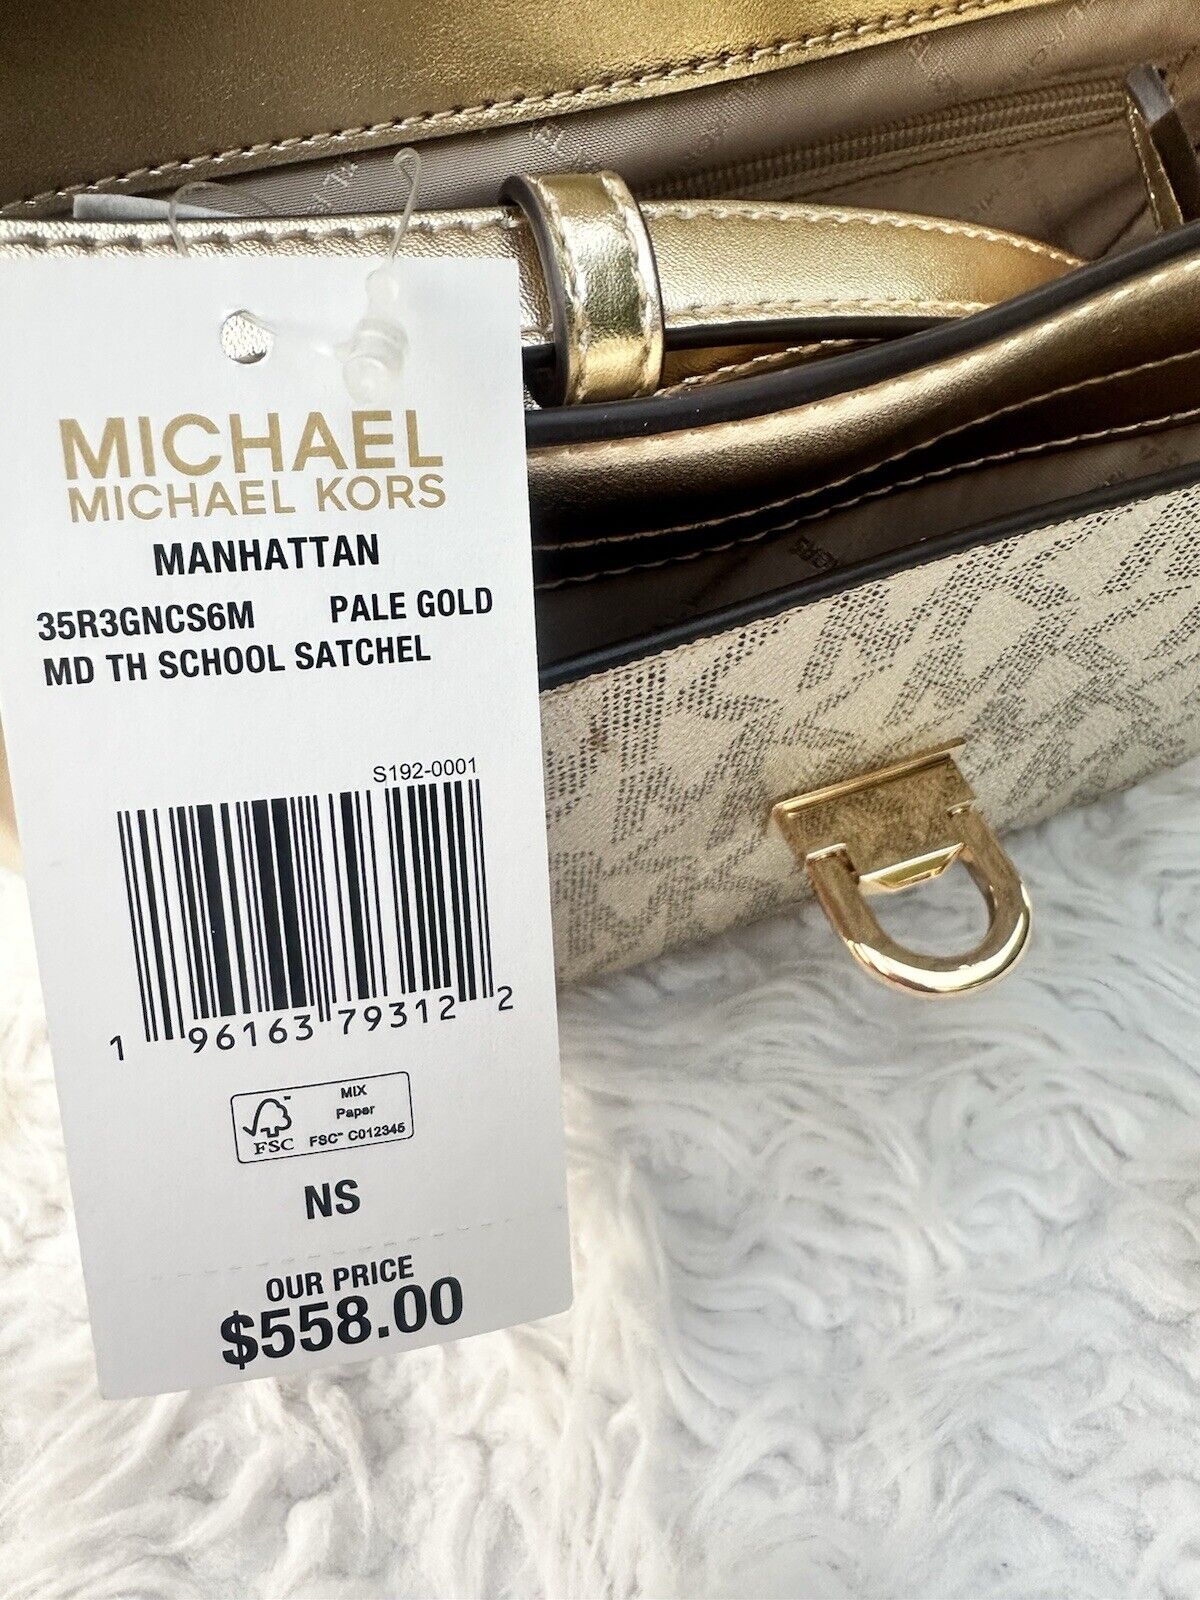 MICHAEL
MICHAEL KORS
MANHATTAN
35R3GNCS6M PALE GOLD
MD TH SCHOOL SATCHEL
S192-0001
1 96163 79312 2
FSC™
MIX
Paper
FSC™ C012345
NS
OUR PRICE
$558.00